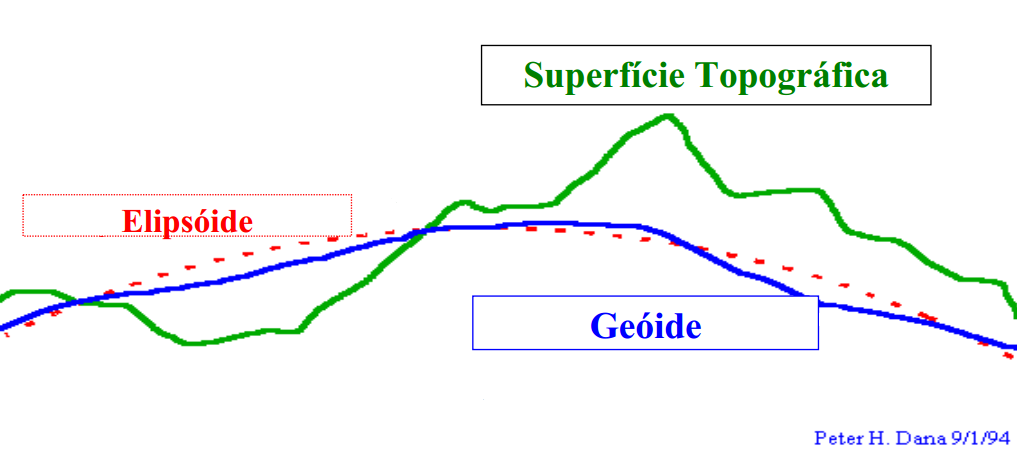 Superfície Topográfica
Elipsóide
Geóide
Peter H. Dana 9/1/94